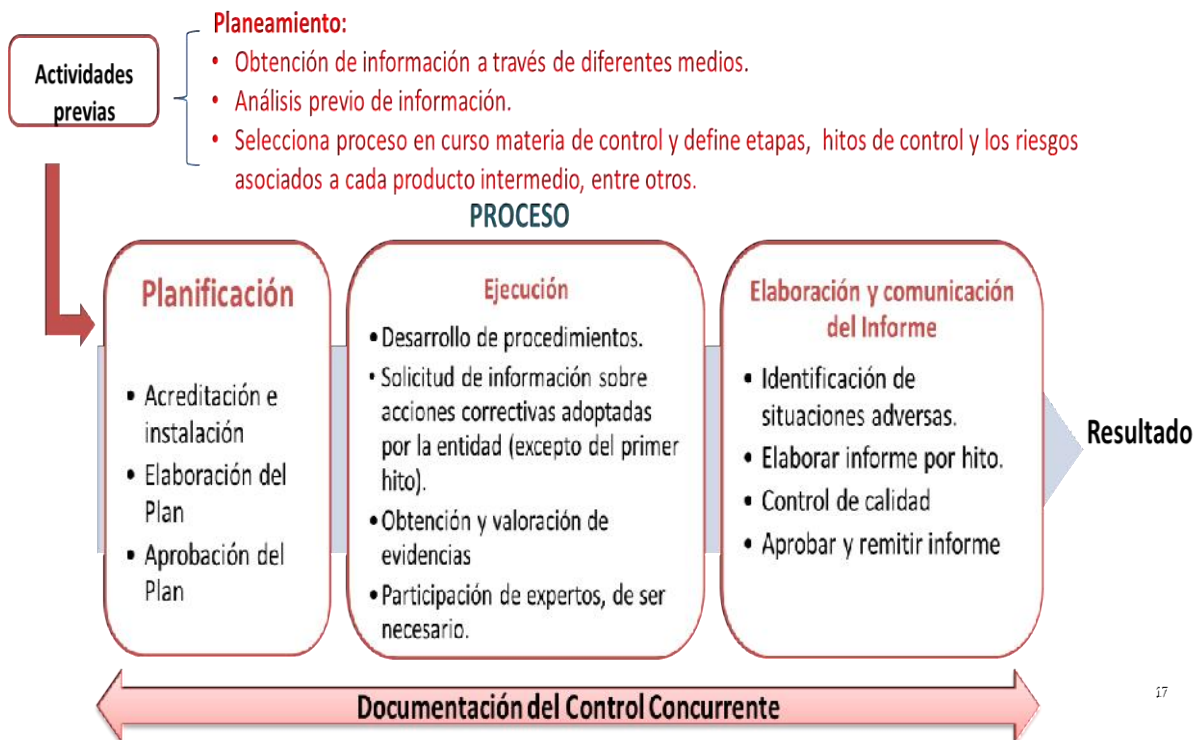 Planeamiento:
Actividades
previas
• Obtención de información a través de diferentes medios.
• Análisis previo de información.
• Selecciona proceso en curso materia de control y define etapas, hitos de control y los riesgos
asociados a cada producto intermedio, entre otros.
PROCESO
Planificación
• Acreditación e
instalación
• Elaboración del
Plan
• Aprobación del
Plan
Ejecución
• Desarrollo de procedimientos.
• Solicitud de información sobre
acciones correctivas adoptadas
por la entidad (excepto del primer
hito).
• Obtención y valoración de
evidencias
• Participación de expertos, de ser
necesario.
Elaboración y comunicación
del Informe
• Identificación de
situaciones adversas.
• Elaborar informe por hito.
• Control de calidad
• Aprobar y remitir informe
Resultado
Documentación del Control Concurrente
17